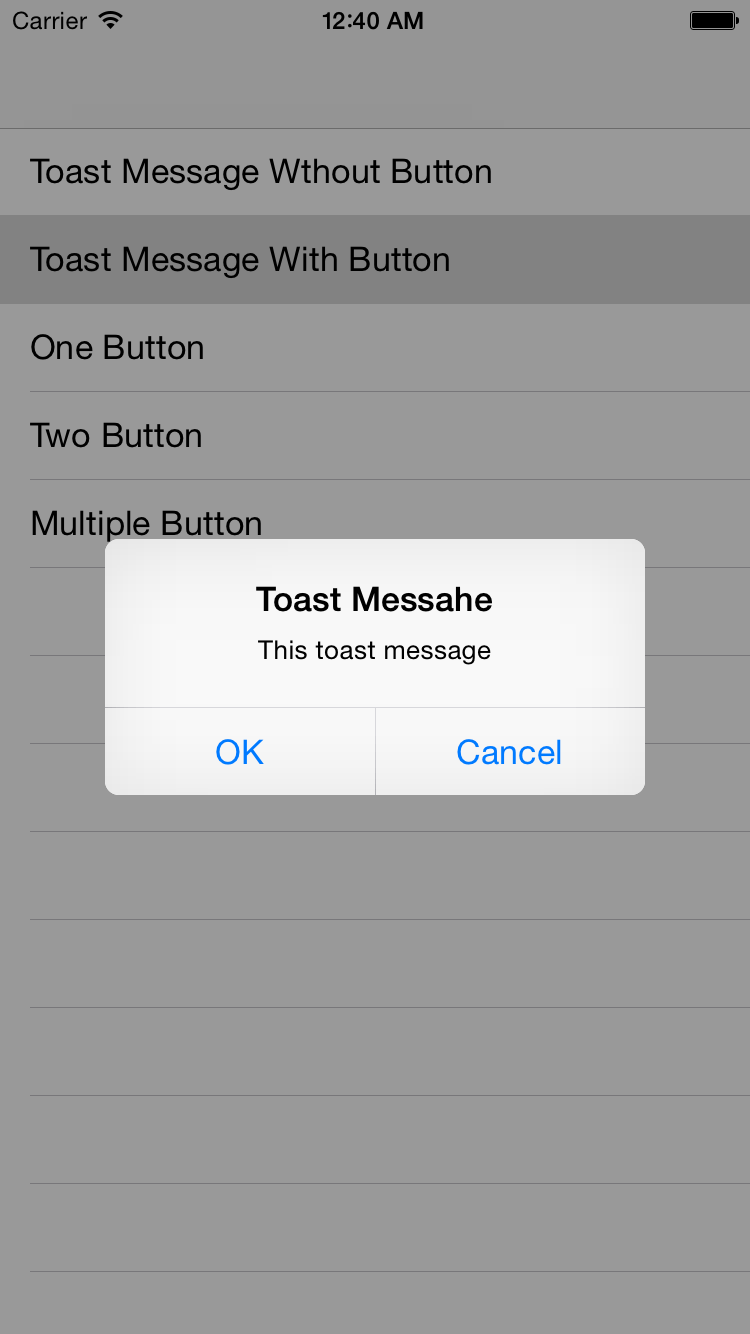 Carrier 12:40 AM
Toast Message Wthout Button
Toast Message With Button
One Button
Two Button
Multiple Button
Toast Messahe
This toast message
OK Cancel